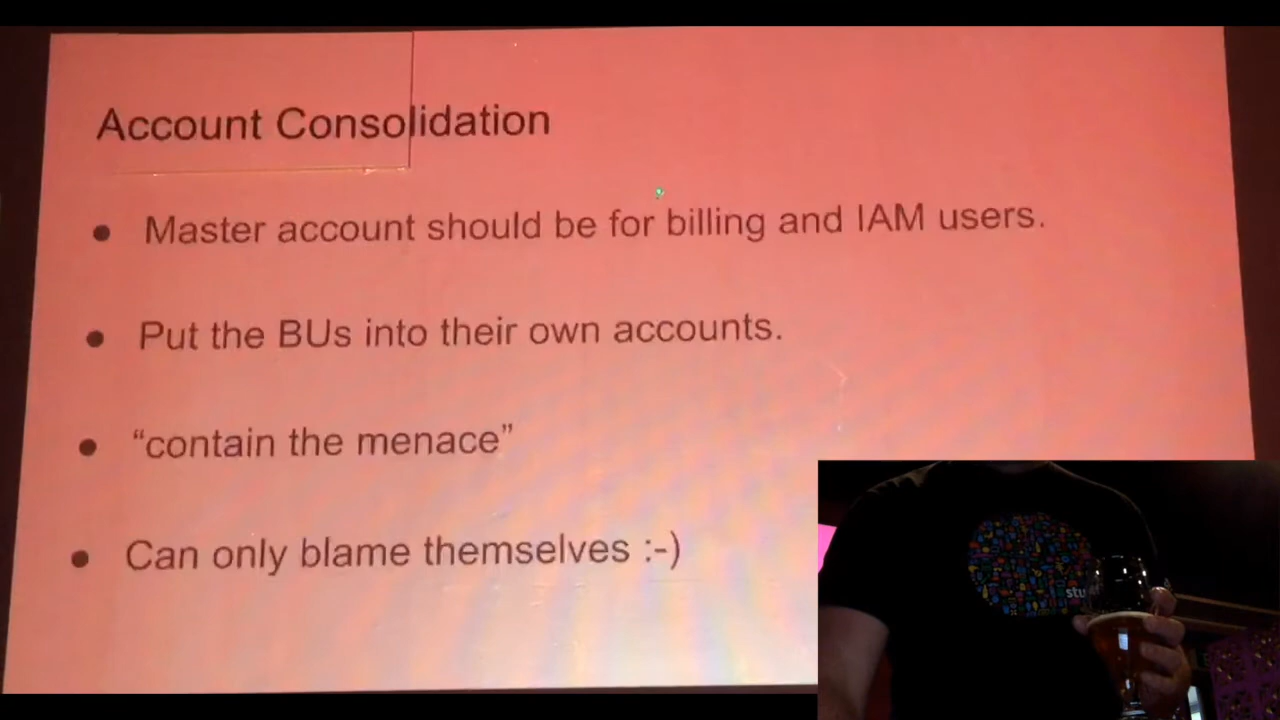 Account Consolidation
● Master account should be for billing and IAM users.
● Put the BUs into their own accounts.
● “contain the menace”
● Can only blame themselves :-)